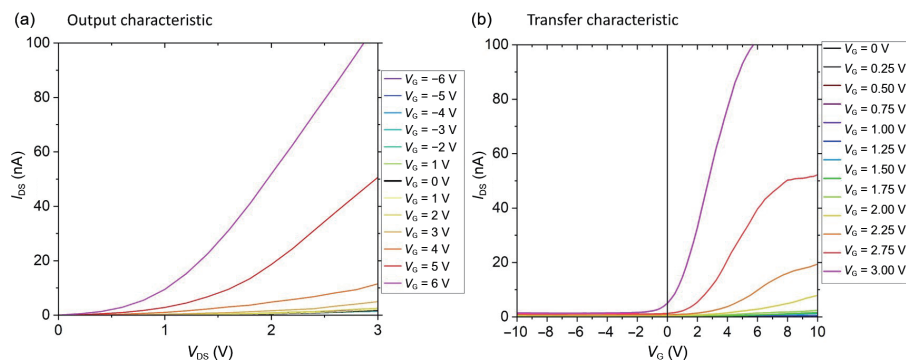 (a) Output characteristic
100
80
60
40
20
0
I_DS (nA)
0 1 2 3
V_DS (V)
V_G = −6 V
V_G = −5 V
V_G = −4 V
V_G = −3 V
V_G = −2 V
V_G = 1 V
V_G = 0 V
V_G = 1 V
V_G = 2 V
V_G = 3 V
V_G = 4 V
V_G = 5 V
V_G = 6 V
(b) Transfer characteristic
100
80
60
40
20
0
I_DS (nA)
−10 −8 −6 −4 −2 0 2 4 6 8 10
V_G (V)
V_G = 0 V
V_G = 0.25 V
V_G = 0.50 V
V_G = 0.75 V
V_G = 1.00 V
V_G = 1.25 V
V_G = 1.50 V
V_G = 1.75 V
V_G = 2.00 V
V_G = 2.25 V
V_G = 2.75 V
V_G = 3.00 V